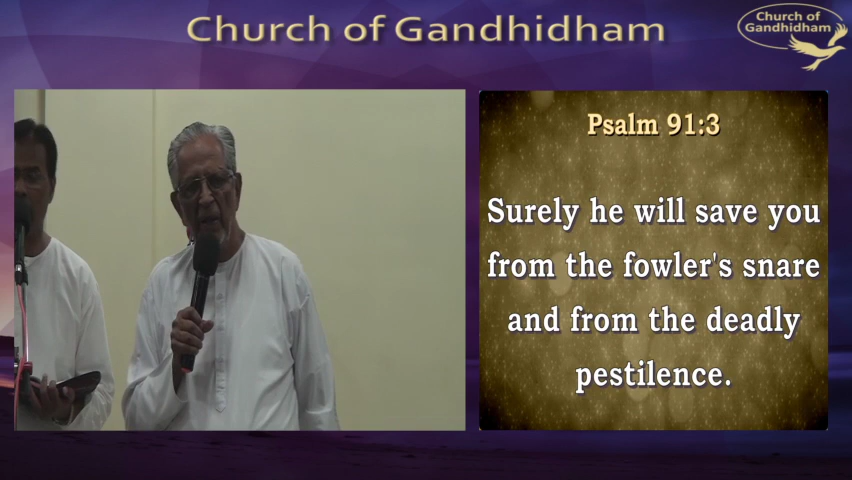 Church of Gandhidham
Church of
Gandhidham
Psalm 91:3
Surely he will save you
from the fowler's snare
and from the deadly
pestilence.